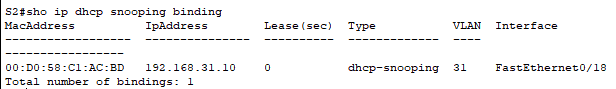 S2#sho ip dhcp snooping binding
MacAddress          IpAddress        Lease(sec)  Type           VLAN  Interface
------------------  ---------------  ----------  -------------  ----  
-----------------
00:D0:58:C1:AC:BD   192.168.31.10    0           dhcp-snooping  31    FastEthernet0/18
Total number of bindings: 1